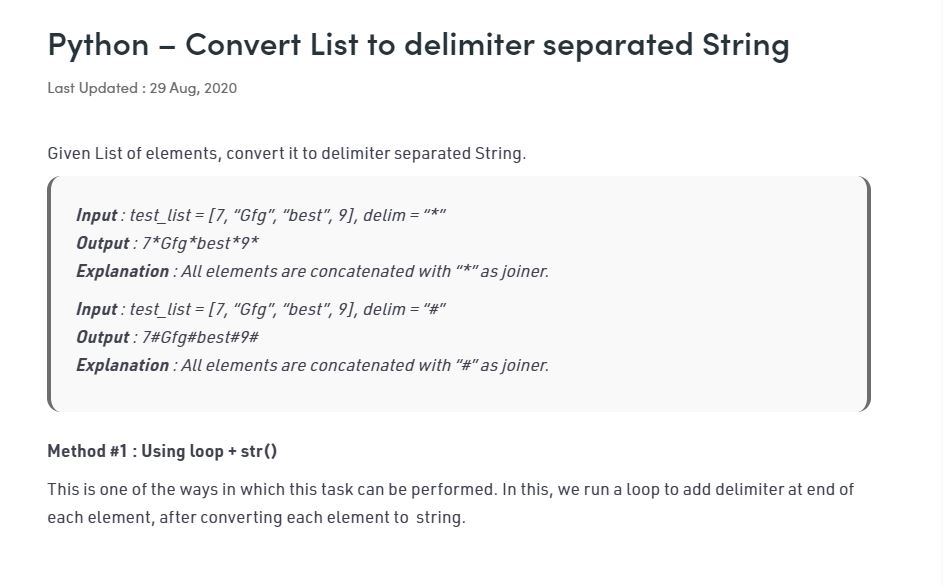 Python – Convert List to delimiter separated String
Last Updated : 29 Aug, 2020
Given List of elements, convert it to delimiter separated String.
Input : test_list = [7, “Gfg”, “best”, 9], delim = “*”
Output : 7*Gfg*best*9*
Explanation : All elements are concatenated with “*” as joiner.
Input : test_list = [7, “Gfg”, “best”, 9], delim = “#”
Output : 7#Gfg#best#9#
Explanation : All elements are concatenated with “#” as joiner.
Method #1 : Using loop + str()
This is one of the ways in which this task can be performed. In this, we run a loop to add delimiter at end of
each element, after converting each element to  string.